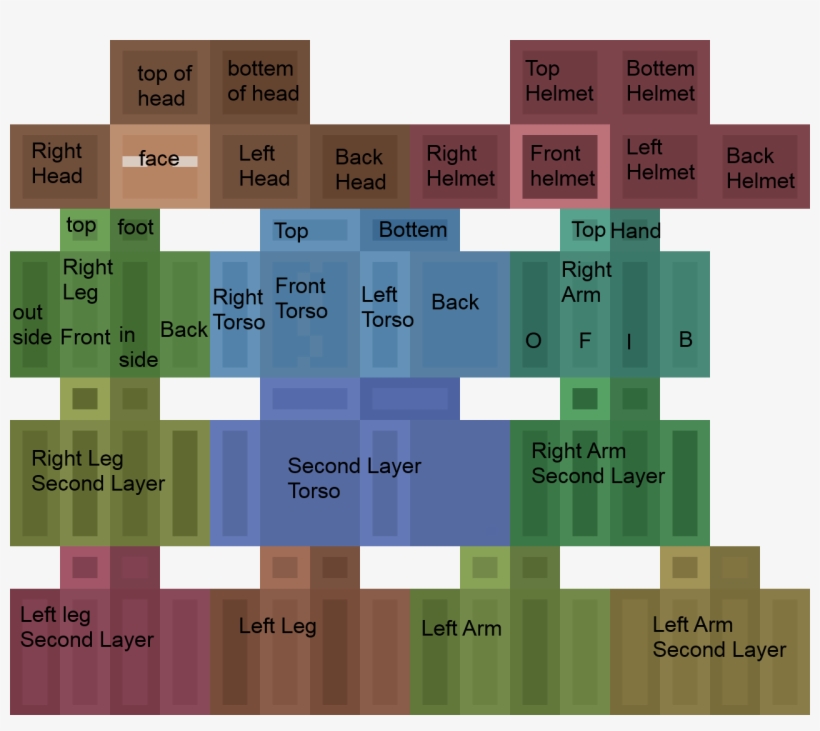 top of
head
bottem
of head
Top
Helmet
Bottem
Helmet
Right
Head
face
Left
Head
Back
Head
Right
Helmet
Front
helmet
Left
Helmet
Back
Helmet
top
foot
Top
Bottem
Top
Hand
out
side
Right
Leg
Front
in
side
Back
Right
Torso
Front
Torso
Left
Torso
Back
Right
Arm
O
F
I
B
Right Leg
Second Layer
Second Layer
Torso
Right Arm
Second Layer
Left leg
Second Layer
Left Leg
Left Arm
Left Arm
Second Layer